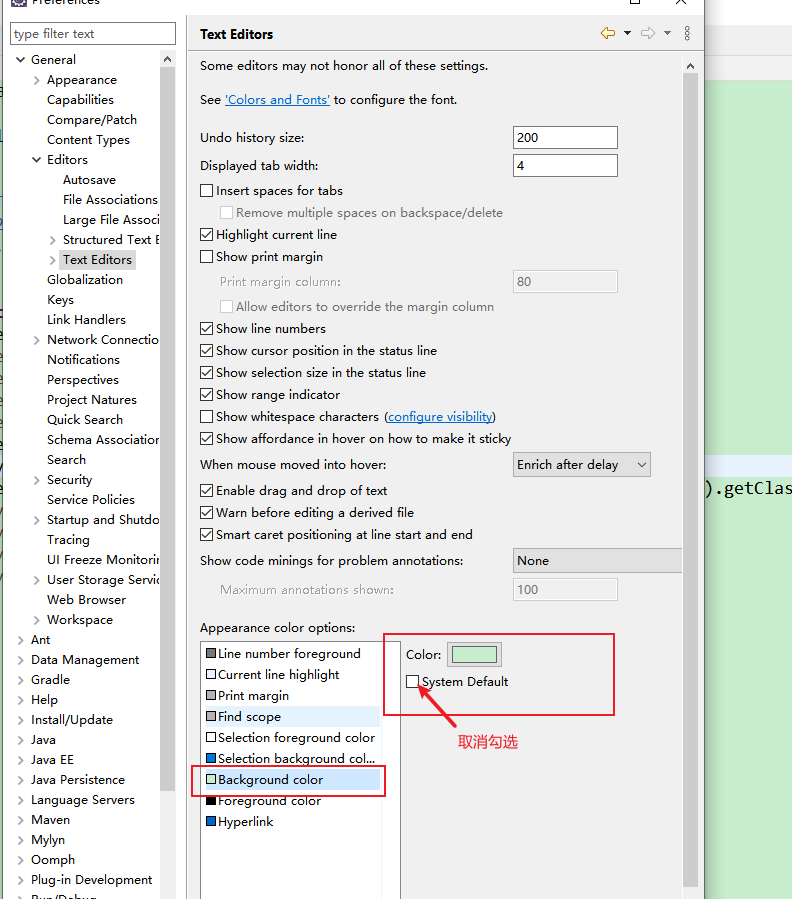 Preferences
type filter text
General
Appearance
Capabilities
Compare/Patch
Content Types
Editors
Autosave
File Associations
Large File Associ
Structured Text E
Text Editors
Globalization
Keys
Link Handlers
Network Connectio
Notifications
Perspectives
Project Natures
Quick Search
Schema Association
Search
Security
Service Policies
Startup and Shutdo
Tracing
UI Freeze Monitorin
User Storage Servic
Web Browser
Workspace
Ant
Data Management
Gradle
Help
Install/Update
Java
Java EE
Java Persistence
Language Servers
Maven
Mylyn
Oomph
Plug-in Development
Run/Debug
Text Editors
Some editors may not honor all of these settings.
See 'Colors and Fonts' to configure the font.
Undo history size: 200
Displayed tab width: 4
Insert spaces for tabs
Remove multiple spaces on backspace/delete
Highlight current line
Show print margin
Print margin column: 80
Allow editors to override the margin column
Show line numbers
Show cursor position in the status line
Show selection size in the status line
Show range indicator
Show whitespace characters (configure visibility)
Show affordance in hover on how to make it sticky
When mouse moved into hover: Enrich after delay
Enable drag and drop of text
Warn before editing a derived file
Smart caret positioning at line start and end
Show code minings for problem annotations: None
Maximum annotations shown: 100
Appearance color options:
Line number foreground
Current line highlight
Print margin
Find scope
Selection foreground color
Selection background col...
Background color
Foreground color
Hyperlink
Color:
System Default
取消勾选
).getClas